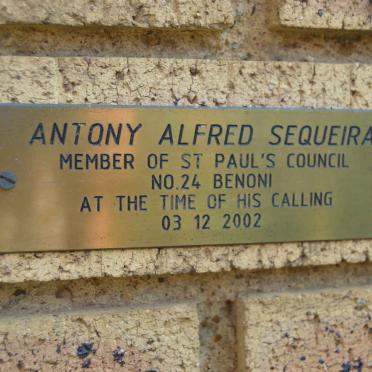 ANTONY ALFRED SEQUEIRA
MEMBER OF ST PAUL'S COUNCIL
NO.24 BENONI
AT THE TIME OF HIS CALLING
03 12 2002